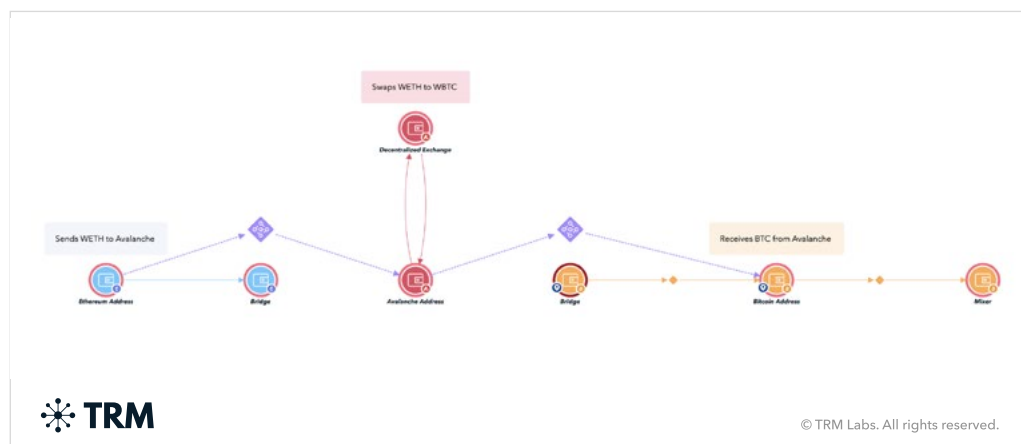 Swaps WETH to WBTC
Decentralized Exchange
Sends WETH to Avalanche
Receives BTC from Avalanche
Ethereum Address
Bridge
Avalanche Address
Bridge
Bitcoin Address
Mixer
TRM
© TRM Labs. All rights reserved.